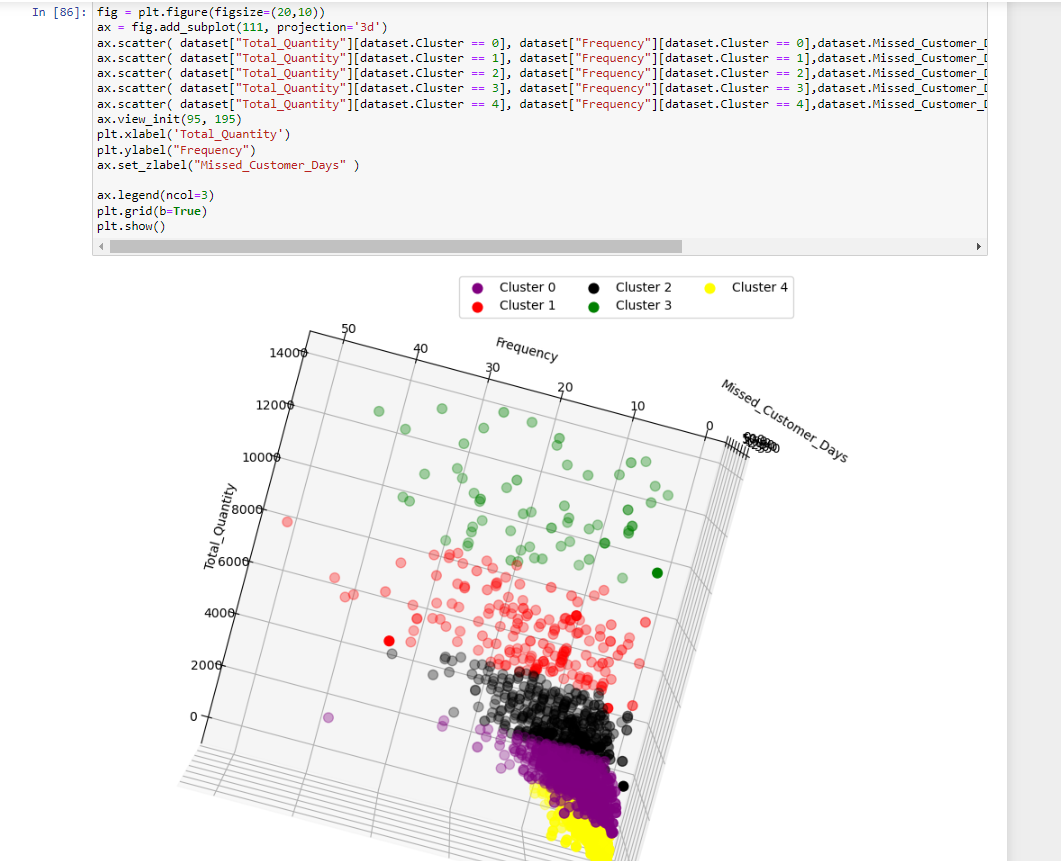 In [86]: fig = plt.figure(figsize=(20,10))
ax = fig.add_subplot(111, projection='3d')
ax.scatter( dataset["Total_Quantity"][dataset.Cluster == 0], dataset["Frequency"][dataset.Cluster == 0],dataset.Missed_Customer_D
ax.scatter( dataset["Total_Quantity"][dataset.Cluster == 1], dataset["Frequency"][dataset.Cluster == 1],dataset.Missed_Customer_D
ax.scatter( dataset["Total_Quantity"][dataset.Cluster == 2], dataset["Frequency"][dataset.Cluster == 2],dataset.Missed_Customer_D
ax.scatter( dataset["Total_Quantity"][dataset.Cluster == 3], dataset["Frequency"][dataset.Cluster == 3],dataset.Missed_Customer_D
ax.scatter( dataset["Total_Quantity"][dataset.Cluster == 4], dataset["Frequency"][dataset.Cluster == 4],dataset.Missed_Customer_D
ax.view_init(95, 195)
plt.xlabel('Total_Quantity')
plt.ylabel("Frequency")
ax.set_zlabel("Missed_Customer_Days" )
ax.legend(ncol=3)
plt.grid(b=True)
plt.show()
Cluster 0 Cluster 2 Cluster 4
Cluster 1 Cluster 3
50
40
30
20
10
0
Frequency
Missed_Customer_Days
14000
12000
10000
8000
6000
4000
2000
0
Total_Quantity